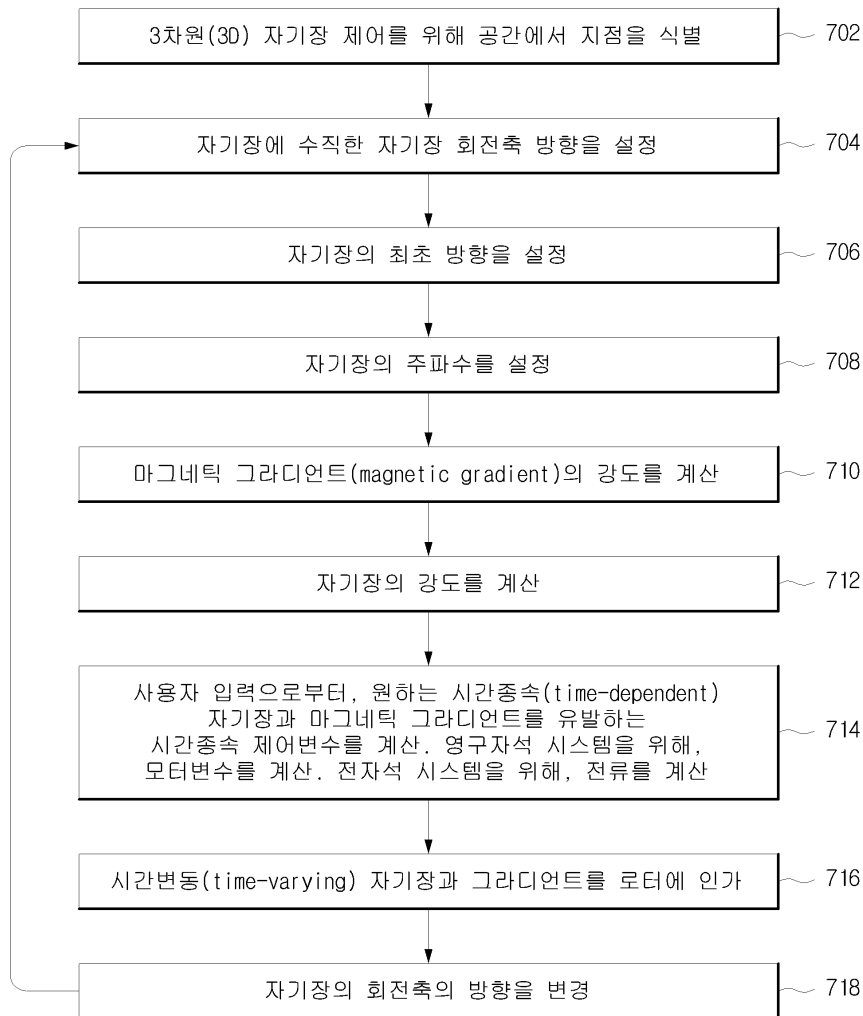 3차원(3D) 자기장 제어를 위해 공간에서 지점을 식별
702
자기장에 수직한 자기장 회전축 방향을 설정
704
자기장의 최초 방향을 설정
706
자기장의 주파수를 설정
708
마그네틱 그라디언트(magnetic gradient)의 강도를 계산
710
자기장의 강도를 계산
712
사용자 입력으로부터, 원하는 시간종속(time-dependent)
자기장과 마그네틱 그라디언트를 유발하는
시간종속 제어변수를 계산. 영구자석 시스템을 위해,
모터변수를 계산. 전자석 시스템을 위해, 전류를 계산
714
시간변동(time-varying) 자기장과 그라디언트를 로터에 인가
716
자기장의 회전축의 방향을 변경
718